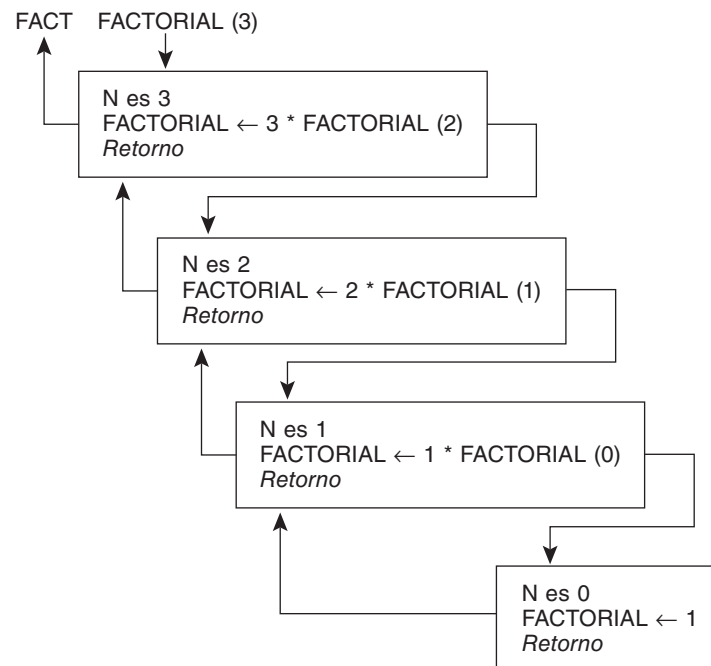 FACT FACTORIAL (3)
N es 3
FACTORIAL ← 3 * FACTORIAL (2)
Retorno
N es 2
FACTORIAL ← 2 * FACTORIAL (1)
Retorno
N es 1
FACTORIAL ← 1 * FACTORIAL (0)
Retorno
N es 0
FACTORIAL ← 1
Retorno